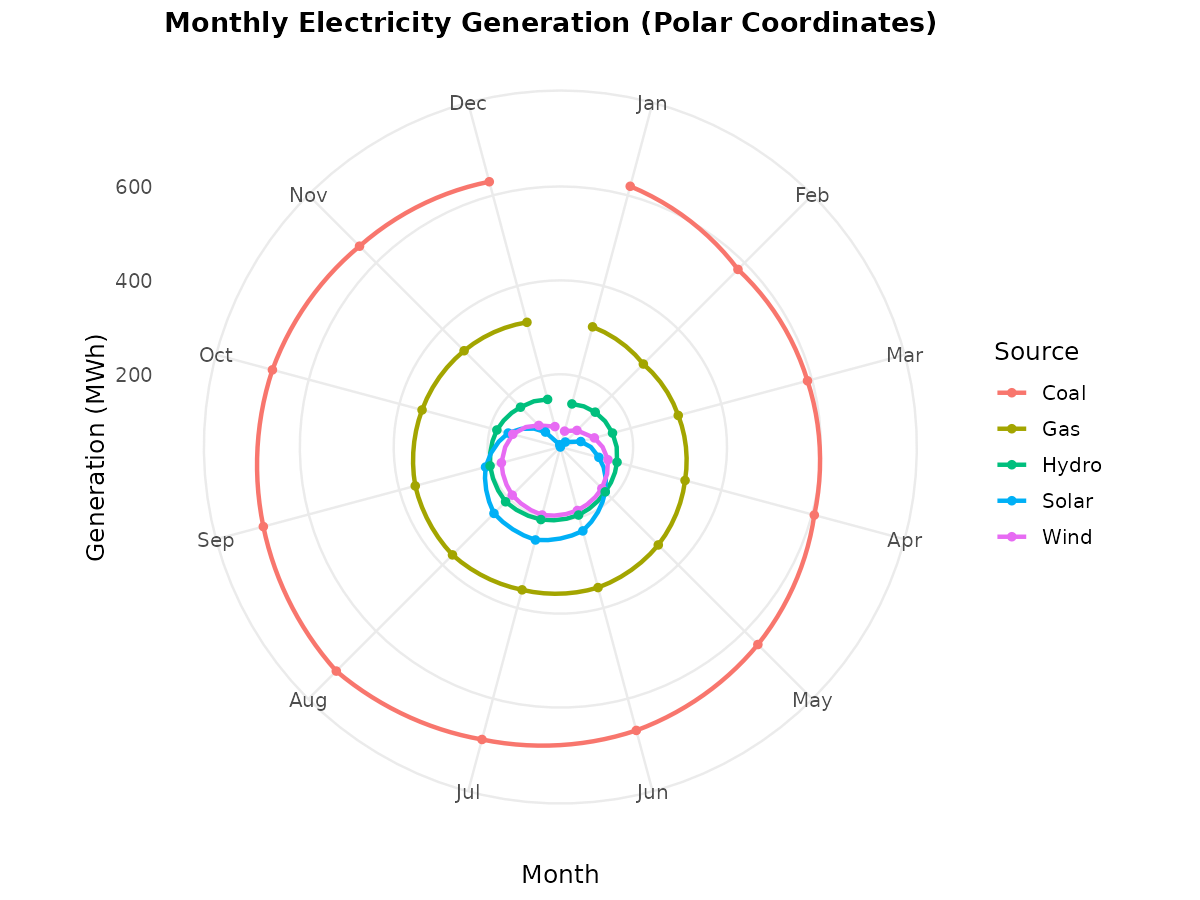 Monthly Electricity Generation (Polar Coordinates)
Dec
Jan
600
Nov
Feb
400
Oct
Mar
200
Generation (MWh)
Sep
Apr
Aug
May
Jul
Jun
Month
Source
Coal
Gas
Hydro
Solar
Wind